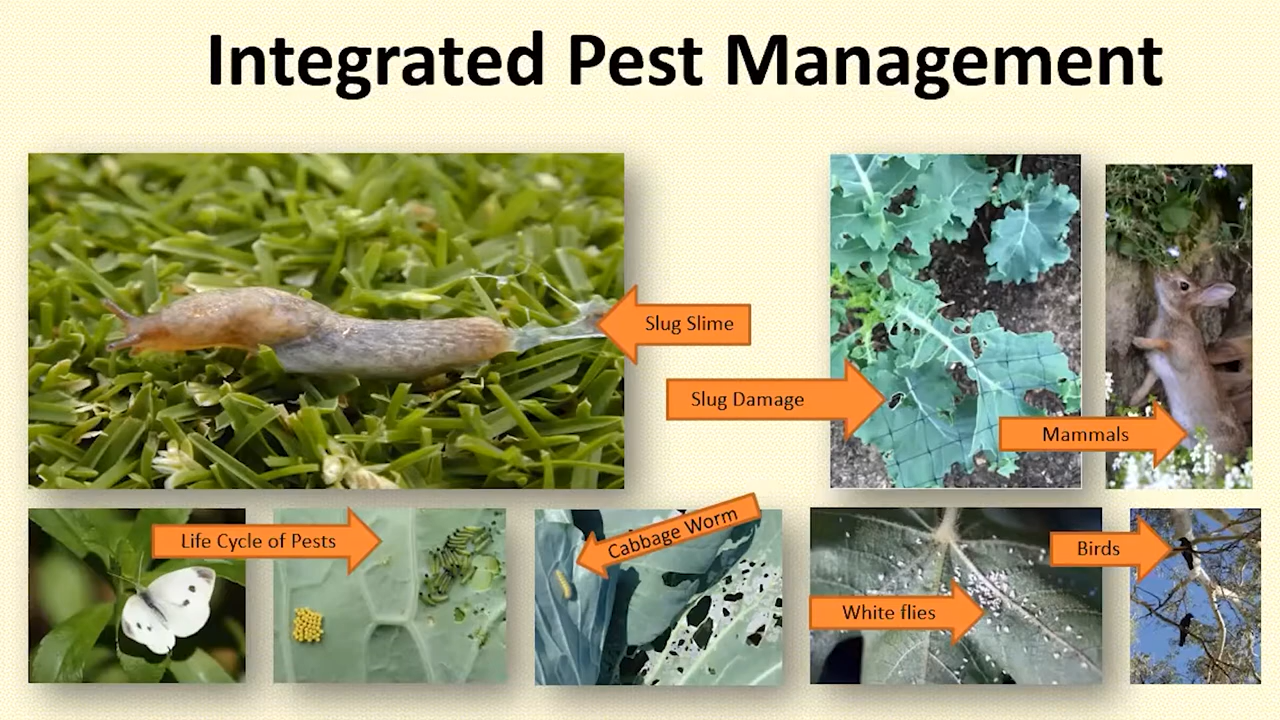 Integrated Pest Management
Slug Slime
Slug Damage
Mammals
Life Cycle of Pests
Cabbage Worm
Birds
White flies